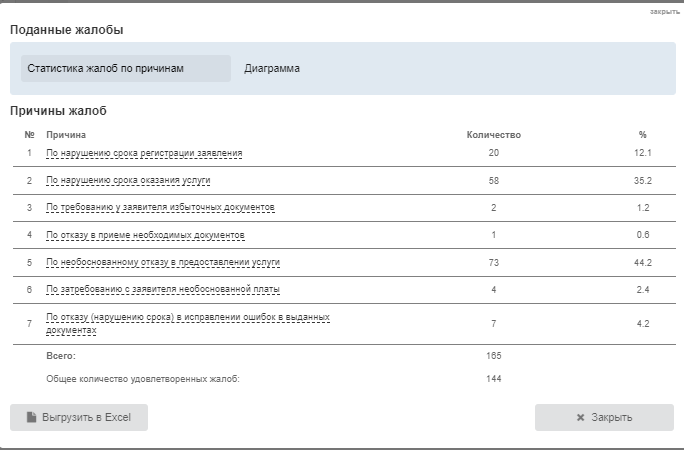 закрыть
Поданные жалобы
Статистика жалоб по причинам Диаграмма
Причины жалоб
№ Причина Количество %
1 По нарушению срока регистрации заявления 20 12.1
2 По нарушению срока оказания услуги 58 35.2
3 По требованию у заявителя избыточных документов 2 1.2
4 По отказу в приеме необходимых документов 1 0.6
5 По необоснованному отказу в предоставлении услуги 73 44.2
6 По затребованию с заявителя необоснованной платы 4 2.4
7 По отказу (нарушению срока) в исправлении ошибок в выданных документах 7 4.2
Всего: 165
Общее количество удовлетворенных жалоб: 144
Выгрузить в Excel Закрыть